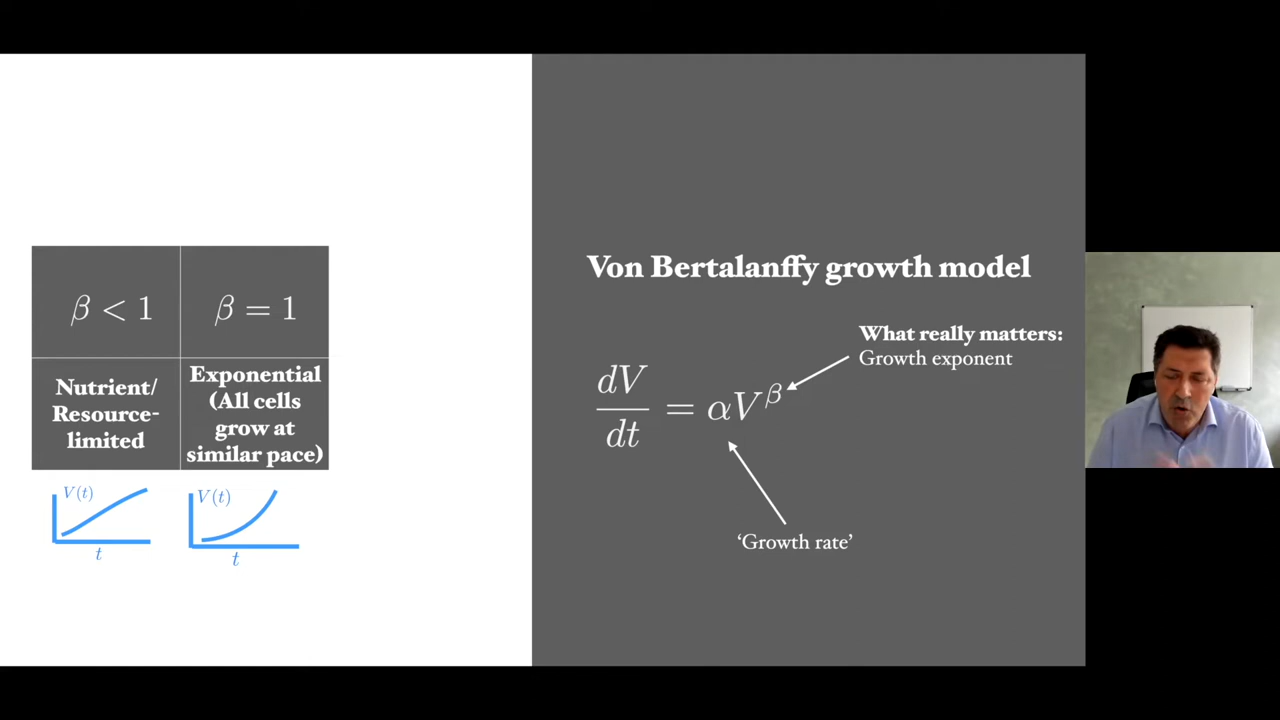 β < 1
β = 1
Nutrient/
Resource-
limited
Exponential
(All cells
grow at
similar pace)
V(t)
t
V(t)
t
Von Bertalanffy growth model
What really matters:
Growth exponent
dV/dt = αV^β
‘Growth rate’